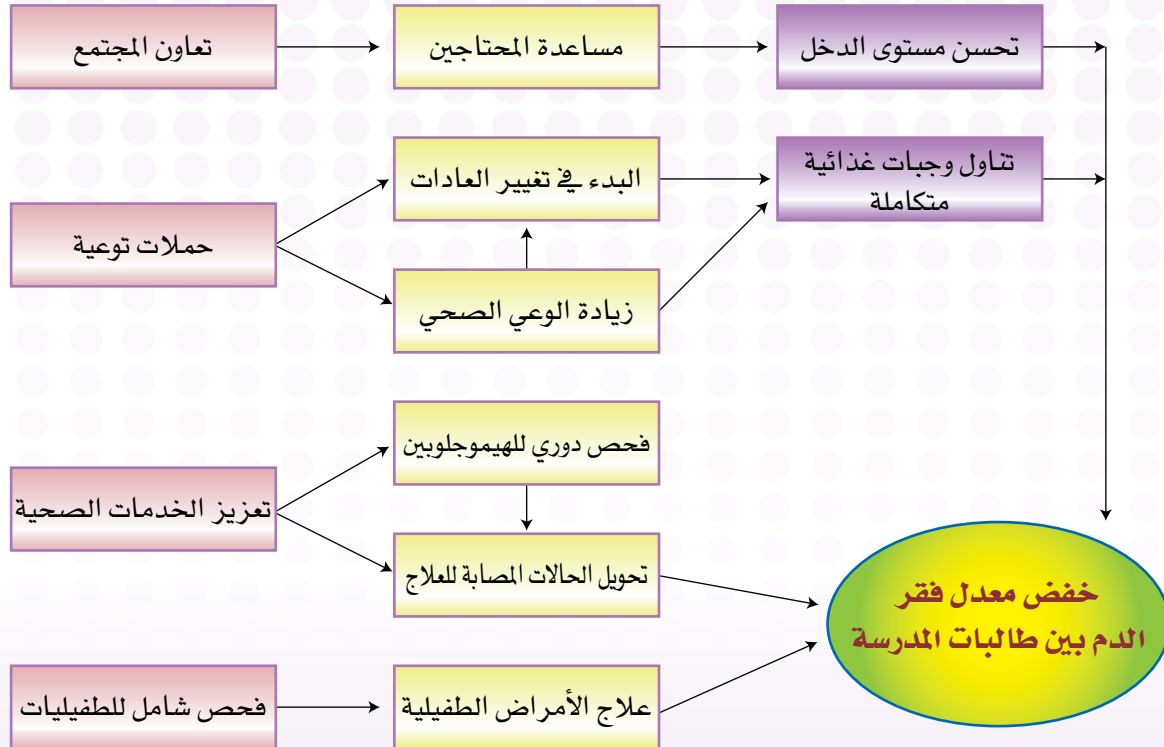 تعاون المجتمع
مساعدة المحتاجين
تحسن مستوى الدخل
حملات توعية
البدء في تغيير العادات
زيادة الوعي الصحي
تناول وجبات غذائية
متكاملة
تعزيز الخدمات الصحية
فحص دوري للهيموجلوبين
تحويل الحالات المصابة للعلاج
فحص شامل للطفيليات
علاج الأمراض الطفيلية
خفض معدل فقر
الدم بين طالبات المدرسة